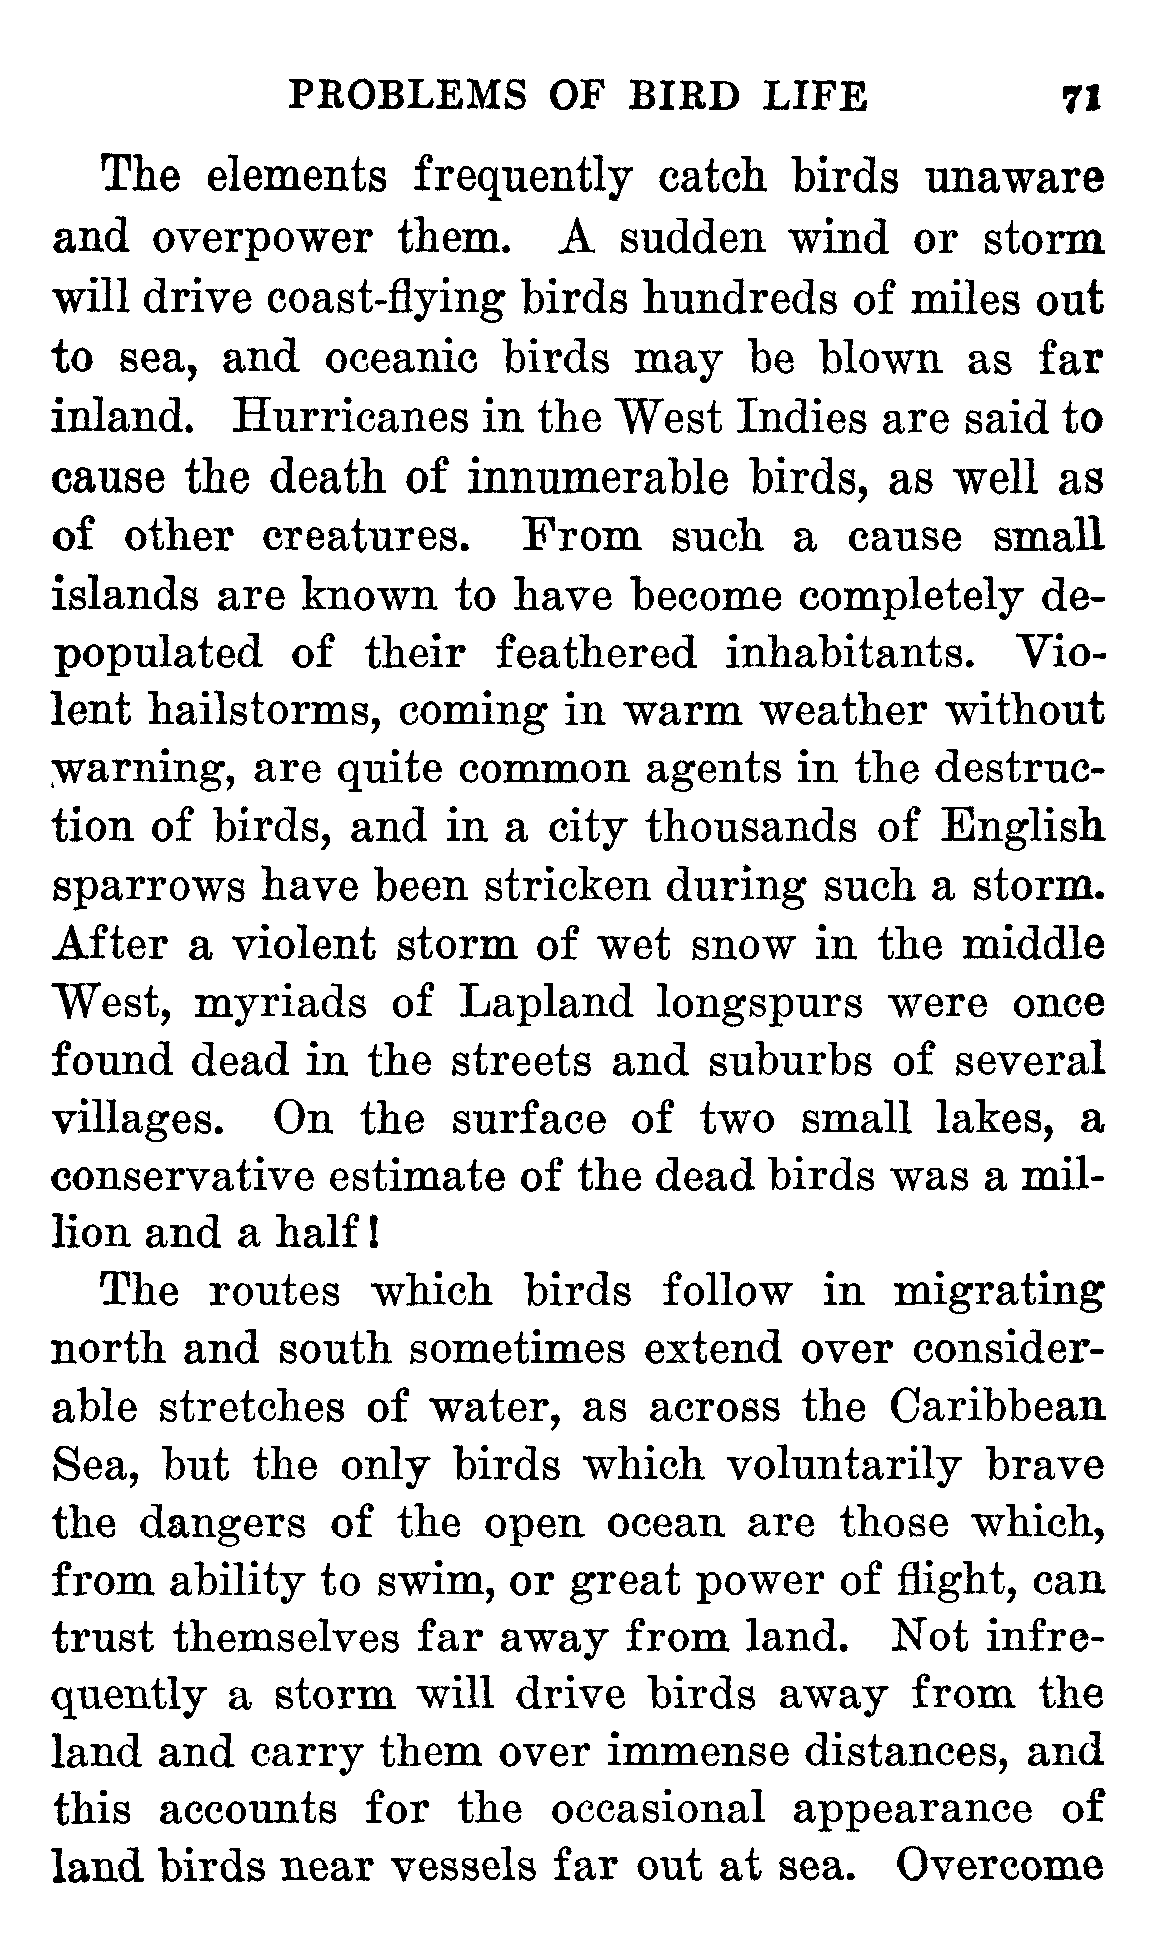 PROBLEMS OF BIRD LIFE 71
The elements frequently catch birds unaware
and overpower them. A sudden wind or storm
will drive coast-flying birds hundreds of miles out
to sea, and oceanic birds may be blown as far
inland. Hurricanes in the West Indies are said to
cause the death of innumerable birds, as well as
of other creatures. From such a cause small
islands are known to have become completely de-
populated of their feathered inhabitants. Vio-
lent hailstorms, coming in warm weather without
warning, are quite common agents in the destruc-
tion of birds, and in a city thousands of English
sparrows have been stricken during such a storm.
After a violent storm of wet snow in the middle
West, myriads of Lapland longspurs were once
found dead in the streets and suburbs of several
villages. On the surface of two small lakes, a
conservative estimate of the dead birds was a mil-
lion and a half!
The routes which birds follow in migrating
north and south sometimes extend over consider-
able stretches of water, as across the Caribbean
Sea, but the only birds which voluntarily brave
the dangers of the open ocean are those which,
from ability to swim, or great power of flight, can
trust themselves far away from land. Not infre-
quently a storm will drive birds away from the
land and carry them over immense distances, and
this accounts for the occasional appearance of
land birds near vessels far out at sea. Overcome